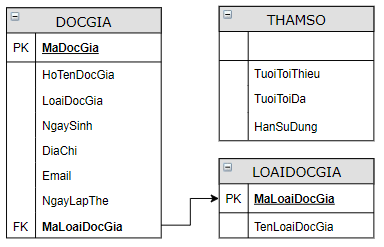 DOCGIA
PK MaDocGia
HoTenDocGia
LoaiDocGia
NgaySinh
DiaChi
Email
NgayLapThe
FK MaLoaiDocGia
THAMSO
TuoiToiThieu
TuoiToiDa
HanSuDung
LOAIDOCGIA
PK MaLoaiDocGia
TenLoaiDocGia